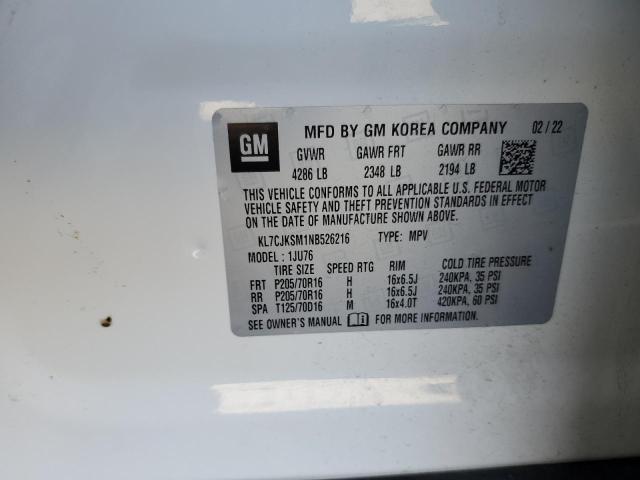 GM MFD BY GM KOREA COMPANY 02 / 22
GVWR GAWR FRT GAWR RR
4286 LB 2348 LB 2194 LB
THIS VEHICLE CONFORMS TO ALL APPLICABLE U.S. FEDERAL MOTOR
VEHICLE SAFETY AND THEFT PREVENTION STANDARDS IN EFFECT
ON THE DATE OF MANUFACTURE SHOWN ABOVE.
KL7CJKSM1NB526216 TYPE: MPV
MODEL : 1JU76
TIRE SIZE SPEED RTG RIM COLD TIRE PRESSURE
FRT P205/70R16 H 16x6.5J 240KPA, 35 PSI
RR P205/70R16 H 16x6.5J 240KPA, 35 PSI
SPA T125/70D16 M 16x4.0T 420KPA, 60 PSI
SEE OWNER'S MANUAL FOR MORE INFORMATION.